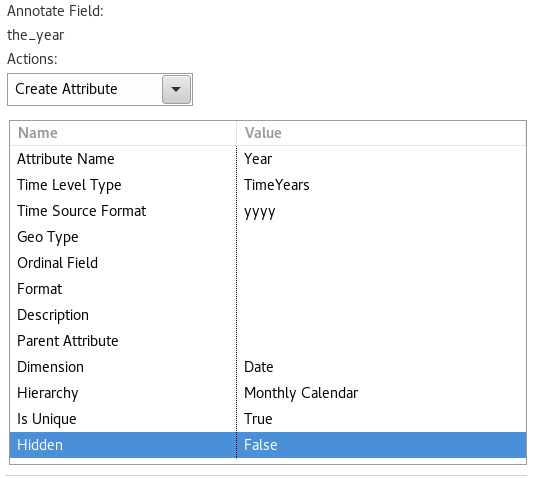 Annotate Field:
the_year
Actions:
Create Attribute
Name Value
Attribute Name Year
Time Level Type TimeYears
Time Source Format yyyy
Geo Type
Ordinal Field
Format
Description
Parent Attribute
Dimension Date
Hierarchy Monthly Calendar
Is Unique True
Hidden False